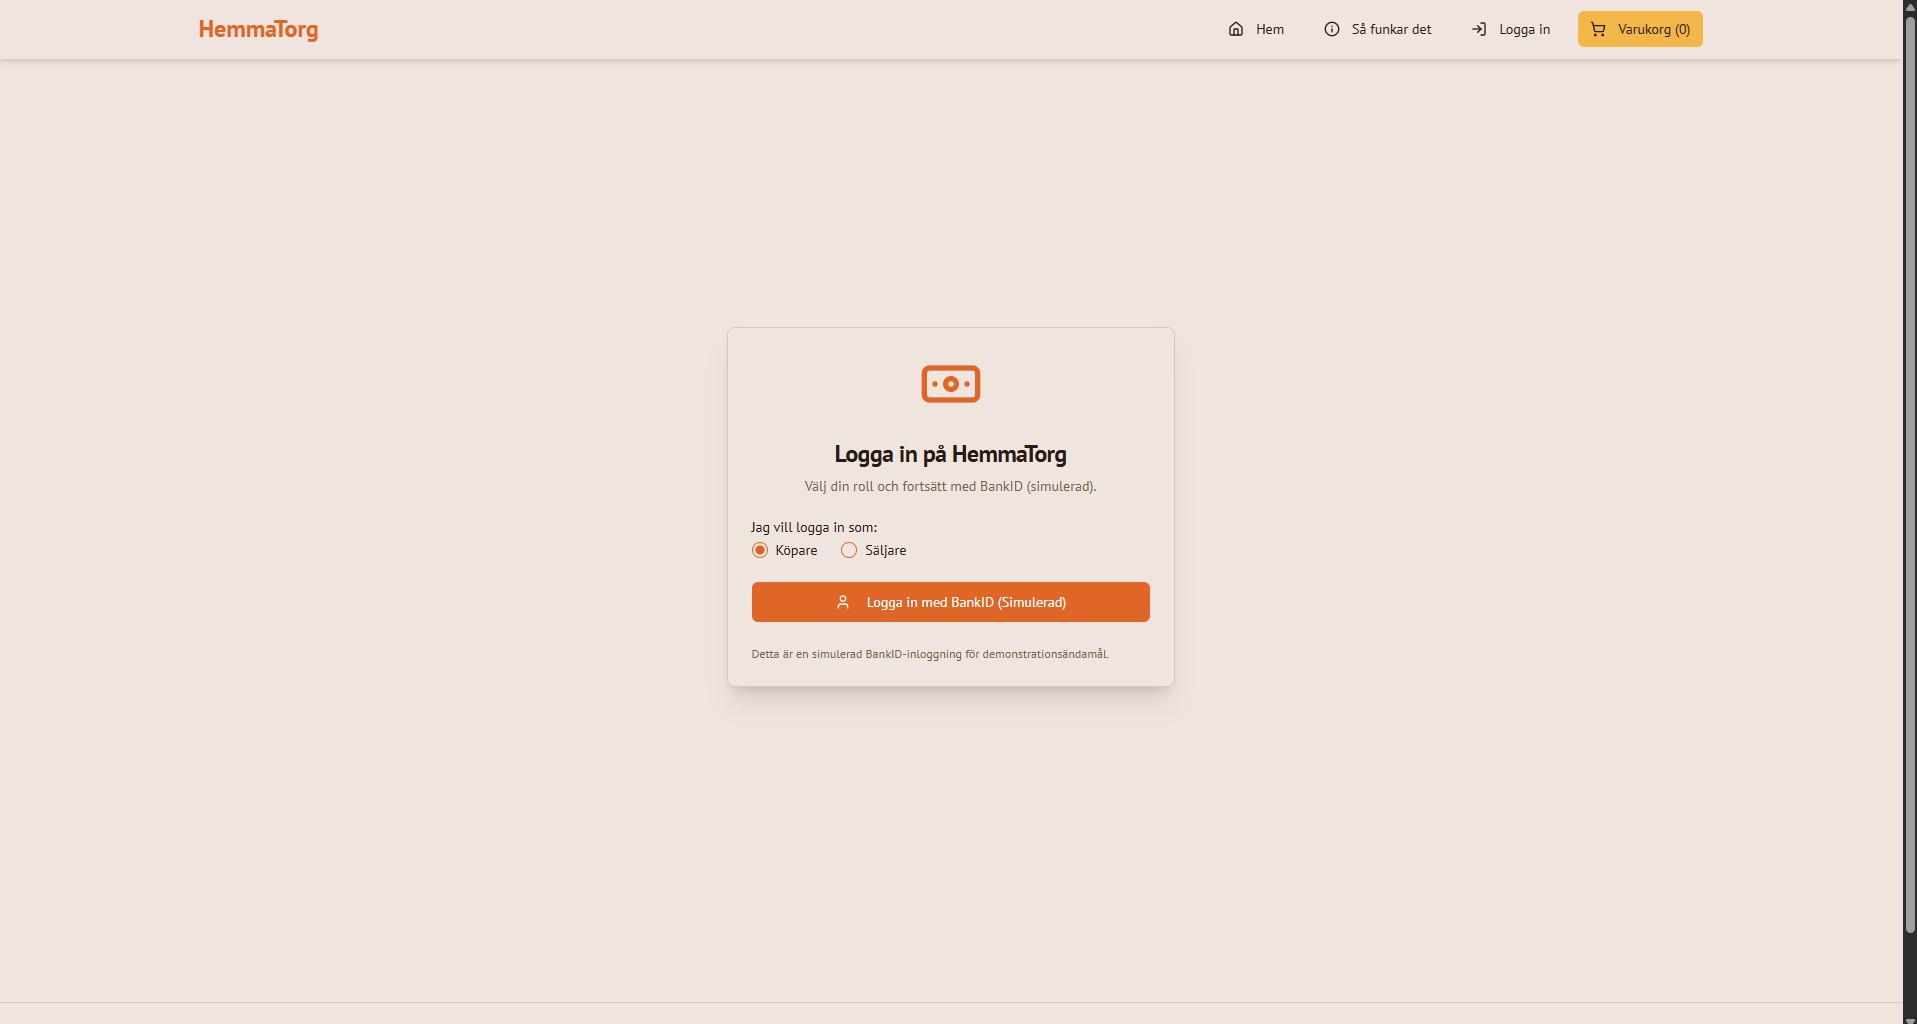 HemmaTorg
Hem
Så funkar det
Logga in
Varukorg (0)
Logga in på HemmaTorg
Välj din roll och fortsätt med BankID (simulerad).
Jag vill logga in som:
Köpare
Säljare
Logga in med BankID (Simulerad)
Detta är en simulerad BankID-inloggning för demonstrationsändamål.